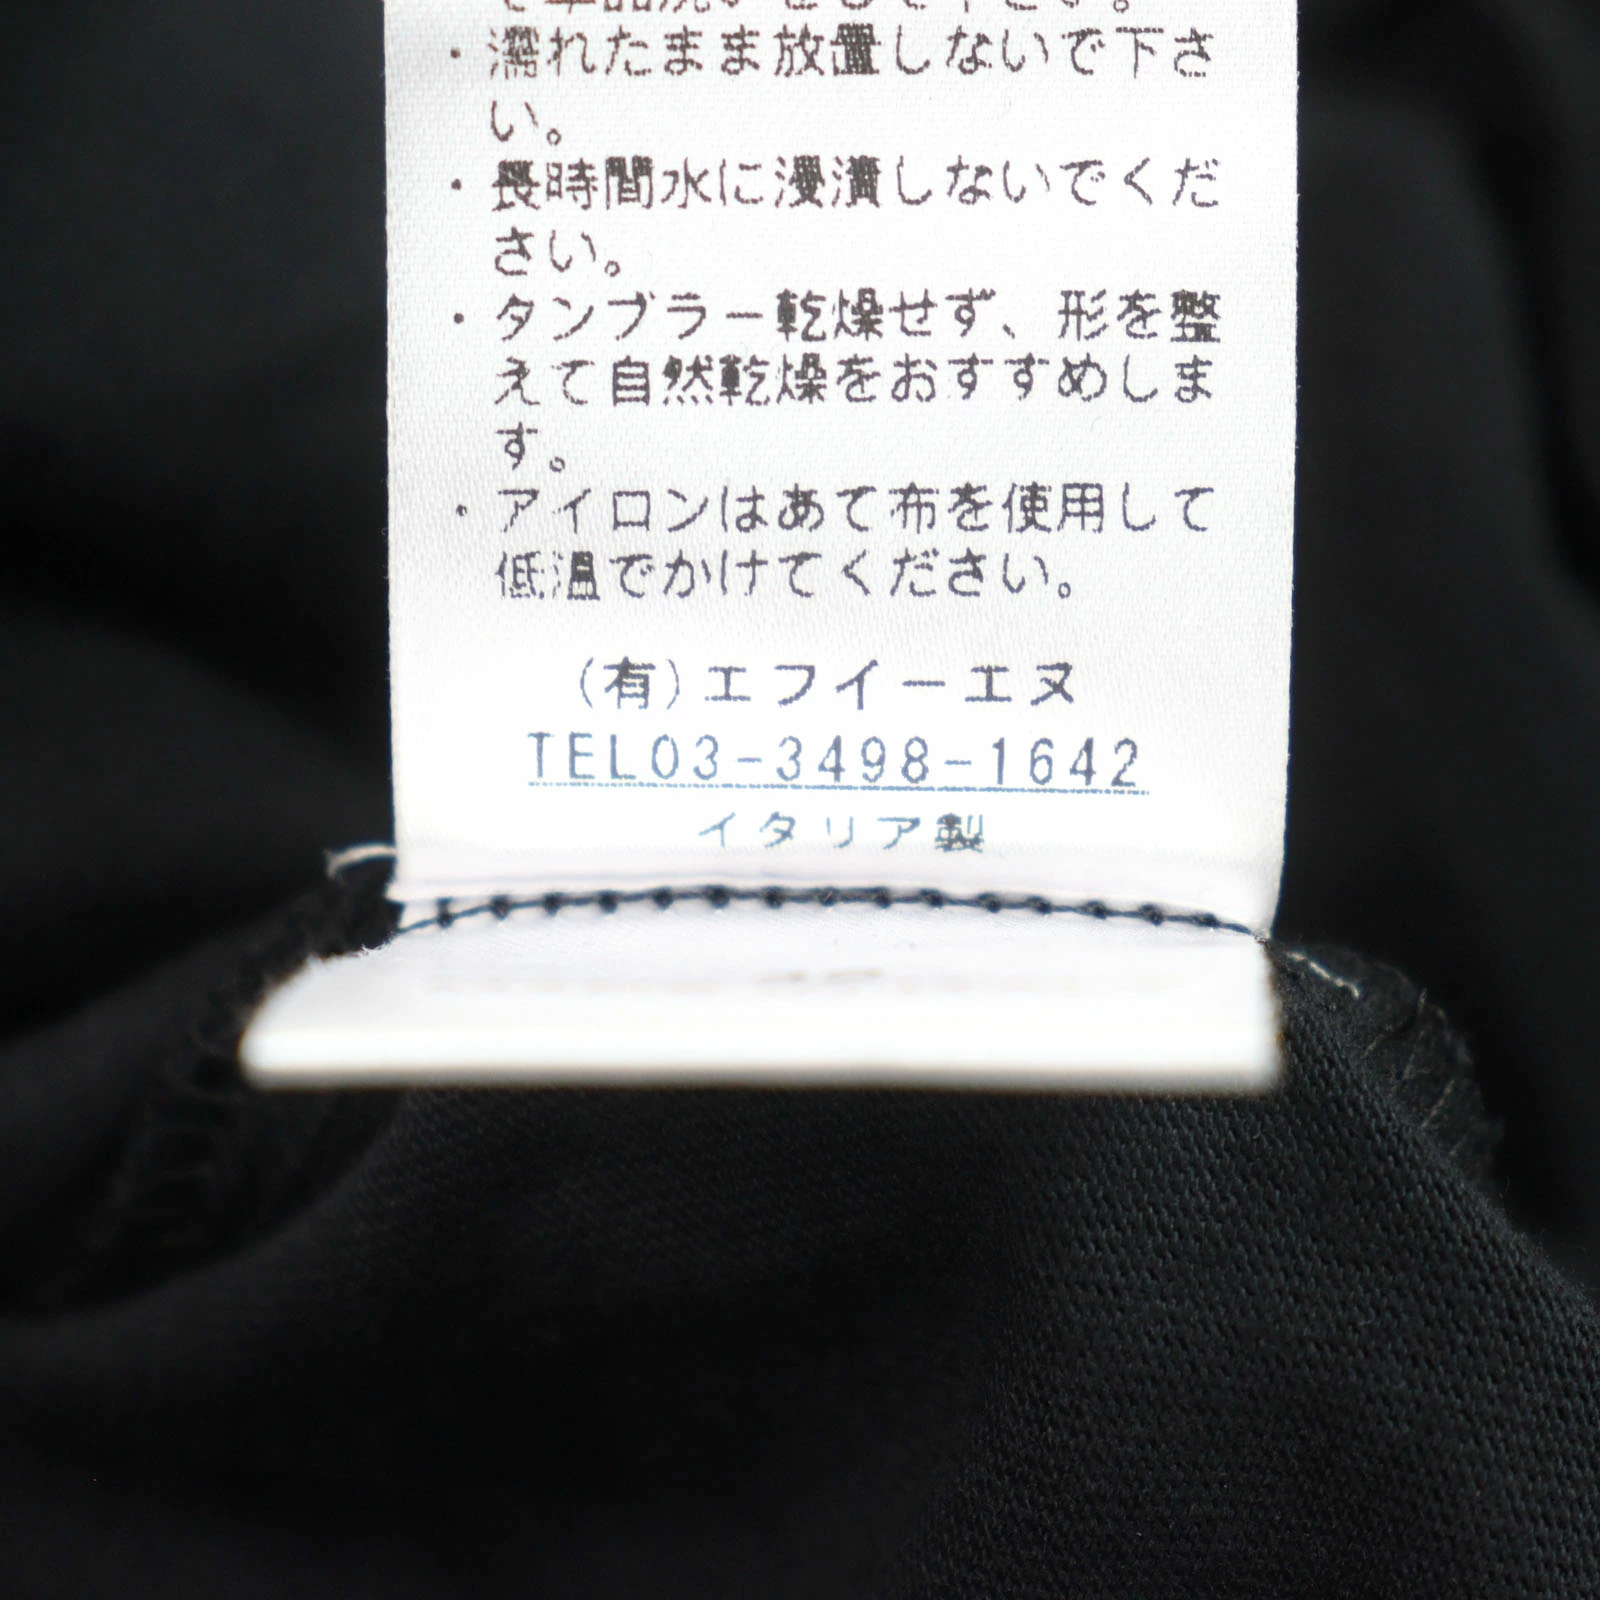 ・濡れたまま放置しないで下さ
い。
・長時間水に浸漬しないでくだ
さい。
・タンブラー乾燥せず、形を整
えて自然乾燥をおすすめしま
す。
・アイロンはあて布を使用して
低温でかけてください。
(有)エフイーエヌ
TEL03-3498-1642
イタリア製